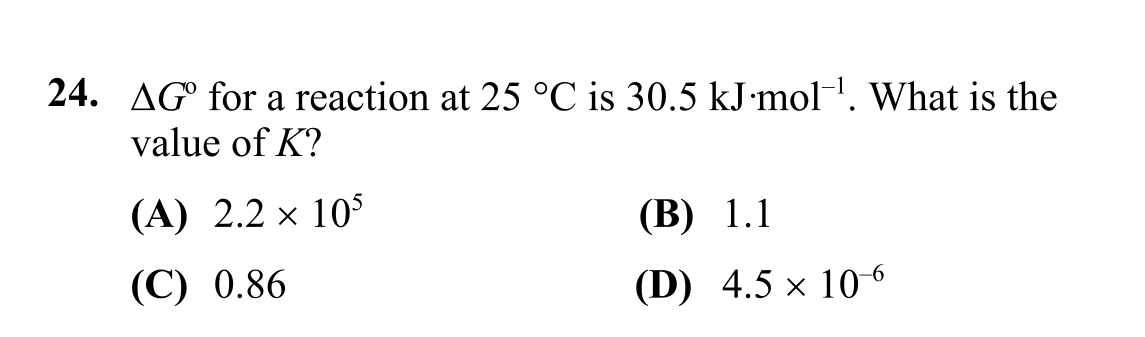 24. ΔG° for a reaction at 25 °C is 30.5 kJ·mol⁻¹. What is the
value of K?
(A) 2.2 × 10⁵ (B) 1.1
(C) 0.86 (D) 4.5 × 10⁻⁶